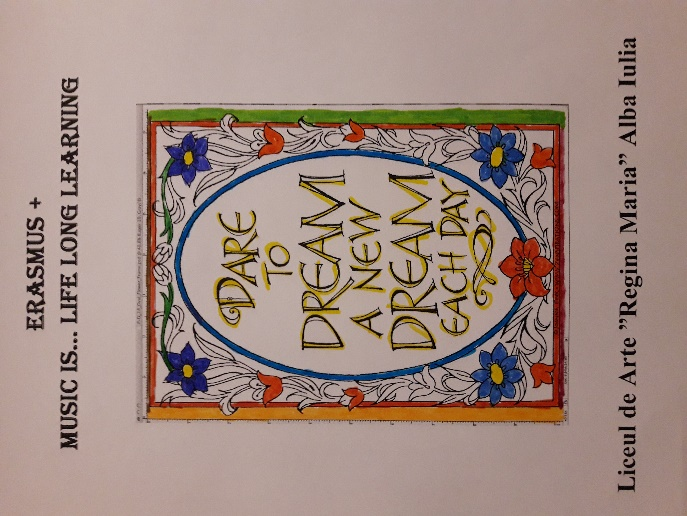 ERASMUS +
MUSIC IS... LIFE LONG LEARNING
DARE
TO
DREAM
A NEW
DREAM
EACH DAY
Liceul de Arte ”Regina Maria” Alba Iulia